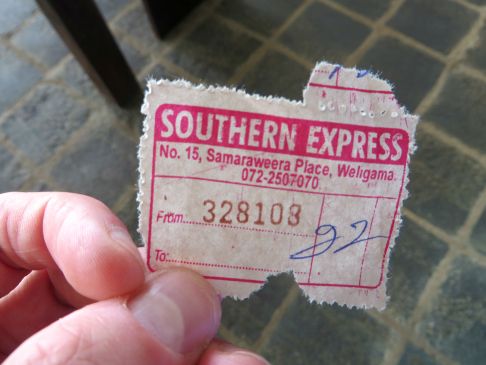 SOUTHERN EXPRESS
No. 15, Samaraweera Place, Weligama.
072-2507070
From 328103
92
To: